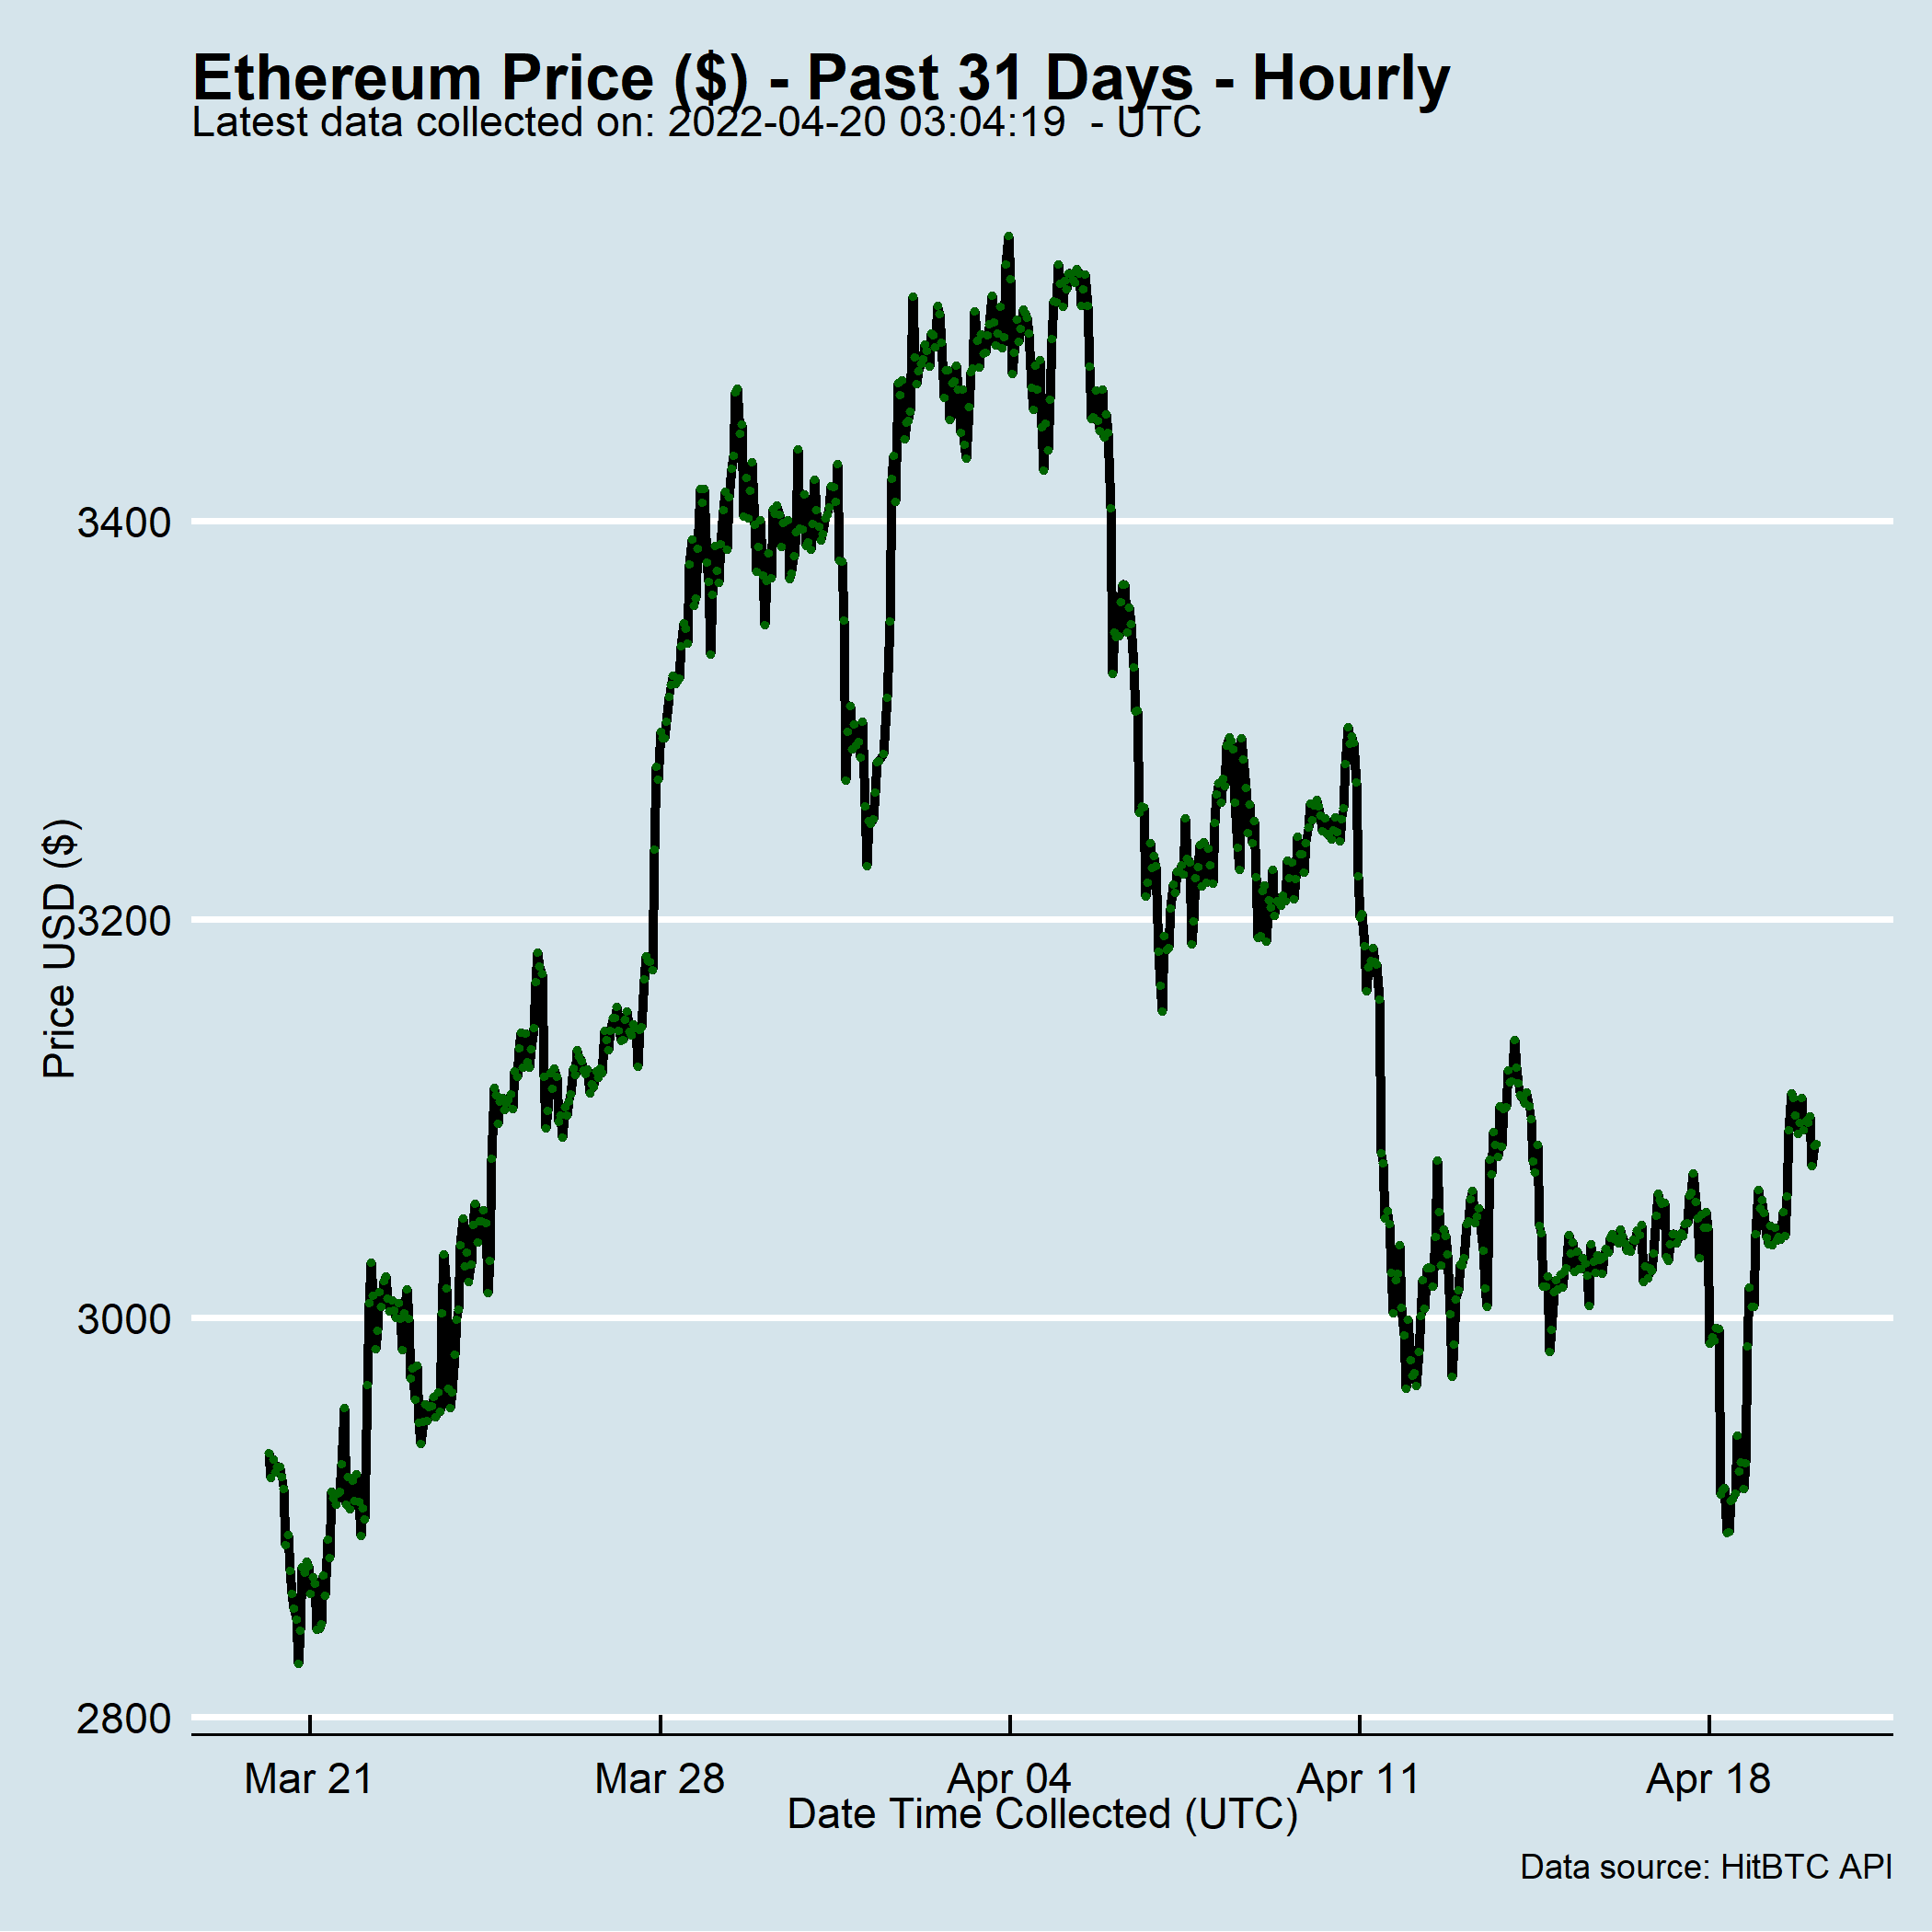 Ethereum Price ($) - Past 31 Days - Hourly
Latest data collected on: 2022-04-20 03:04:19  - UTC
Price USD ($)
3400
3200
3000
2800
Mar 21
Mar 28
Apr 04
Apr 11
Apr 18
Date Time Collected (UTC)
Data source: HitBTC API